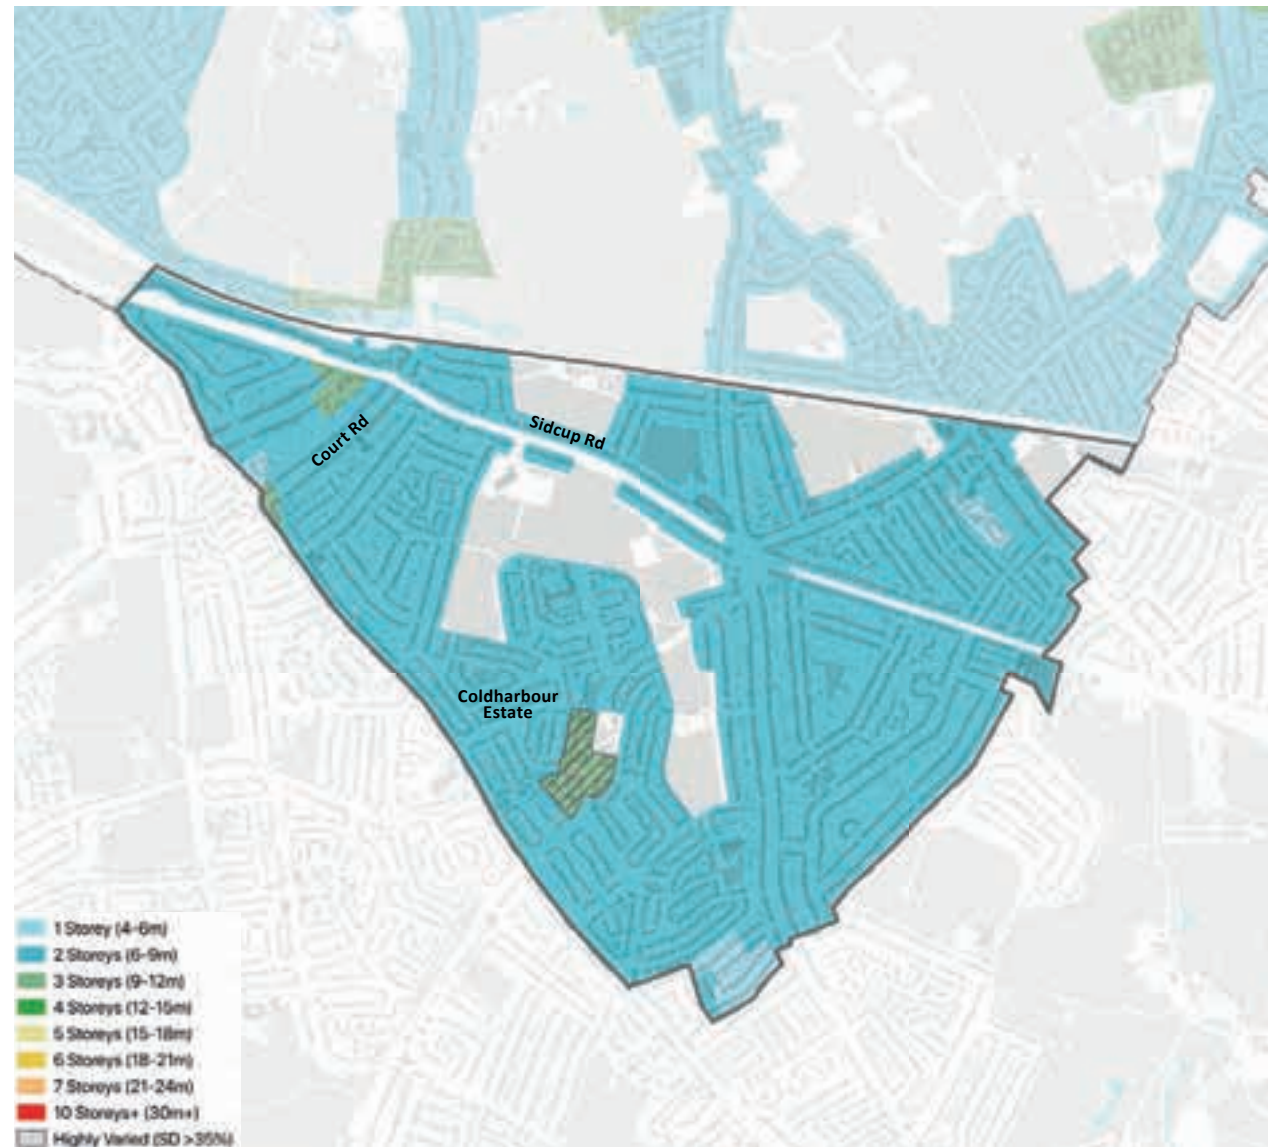 Sidcup Rd
Court Rd
Coldharbour
Estate
1 Storey (4-6m)
2 Storeys (6-9m)
3 Storeys (9-12m)
4 Storeys (12-15m)
5 Storeys (15-18m)
6 Storeys (18-21m)
7 Storeys (21-24m)
10 Storeys+ (30m+)
Highly Varied (SD >35%)